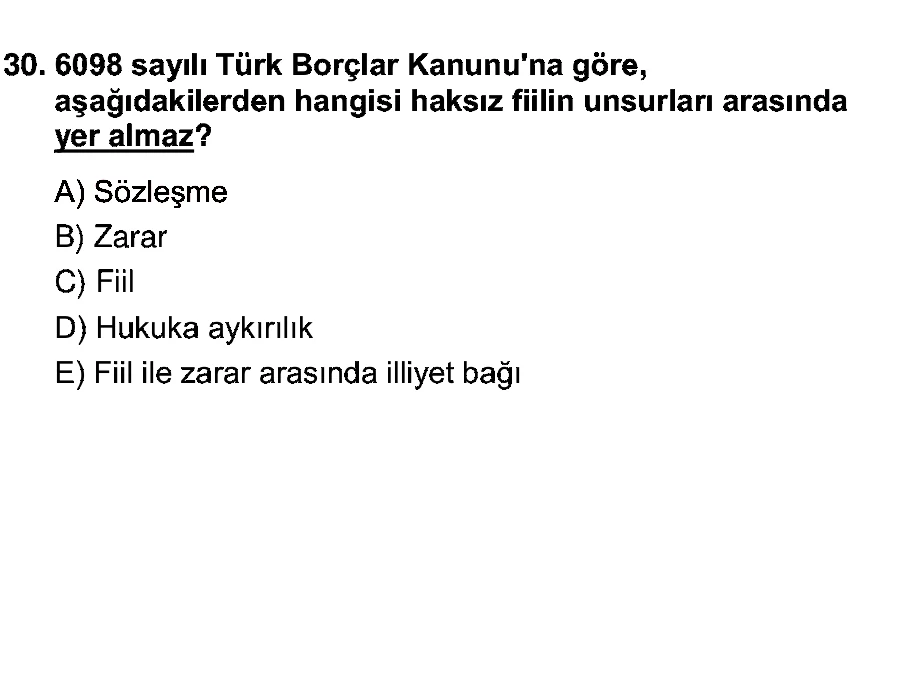 30. 6098 sayılı Türk Borçlar Kanunu'na göre,
aşağıdakilerden hangisi haksız fiilin unsurları arasında
yer almaz?
A) Sözleşme
B) Zarar
C) Fiil
D) Hukuka aykırılık
E) Fiil ile zarar arasında illiyet bağı